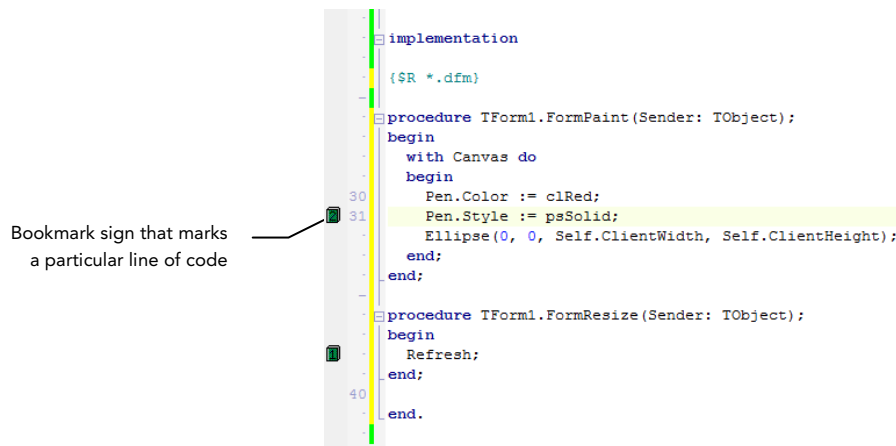 implementation
{$R *.dfm}
procedure TForm1.FormPaint(Sender: TObject);
begin
with Canvas do
begin
30 Pen.Color := clRed;
2 31 Pen.Style := psSolid;
Bookmark sign that marks
a particular line of code
Ellipse(0, 0, Self.ClientWidth, Self.ClientHeight);
end;
end;
procedure TForm1.FormResize(Sender: TObject);
begin
1 Refresh;
end;
40
end.